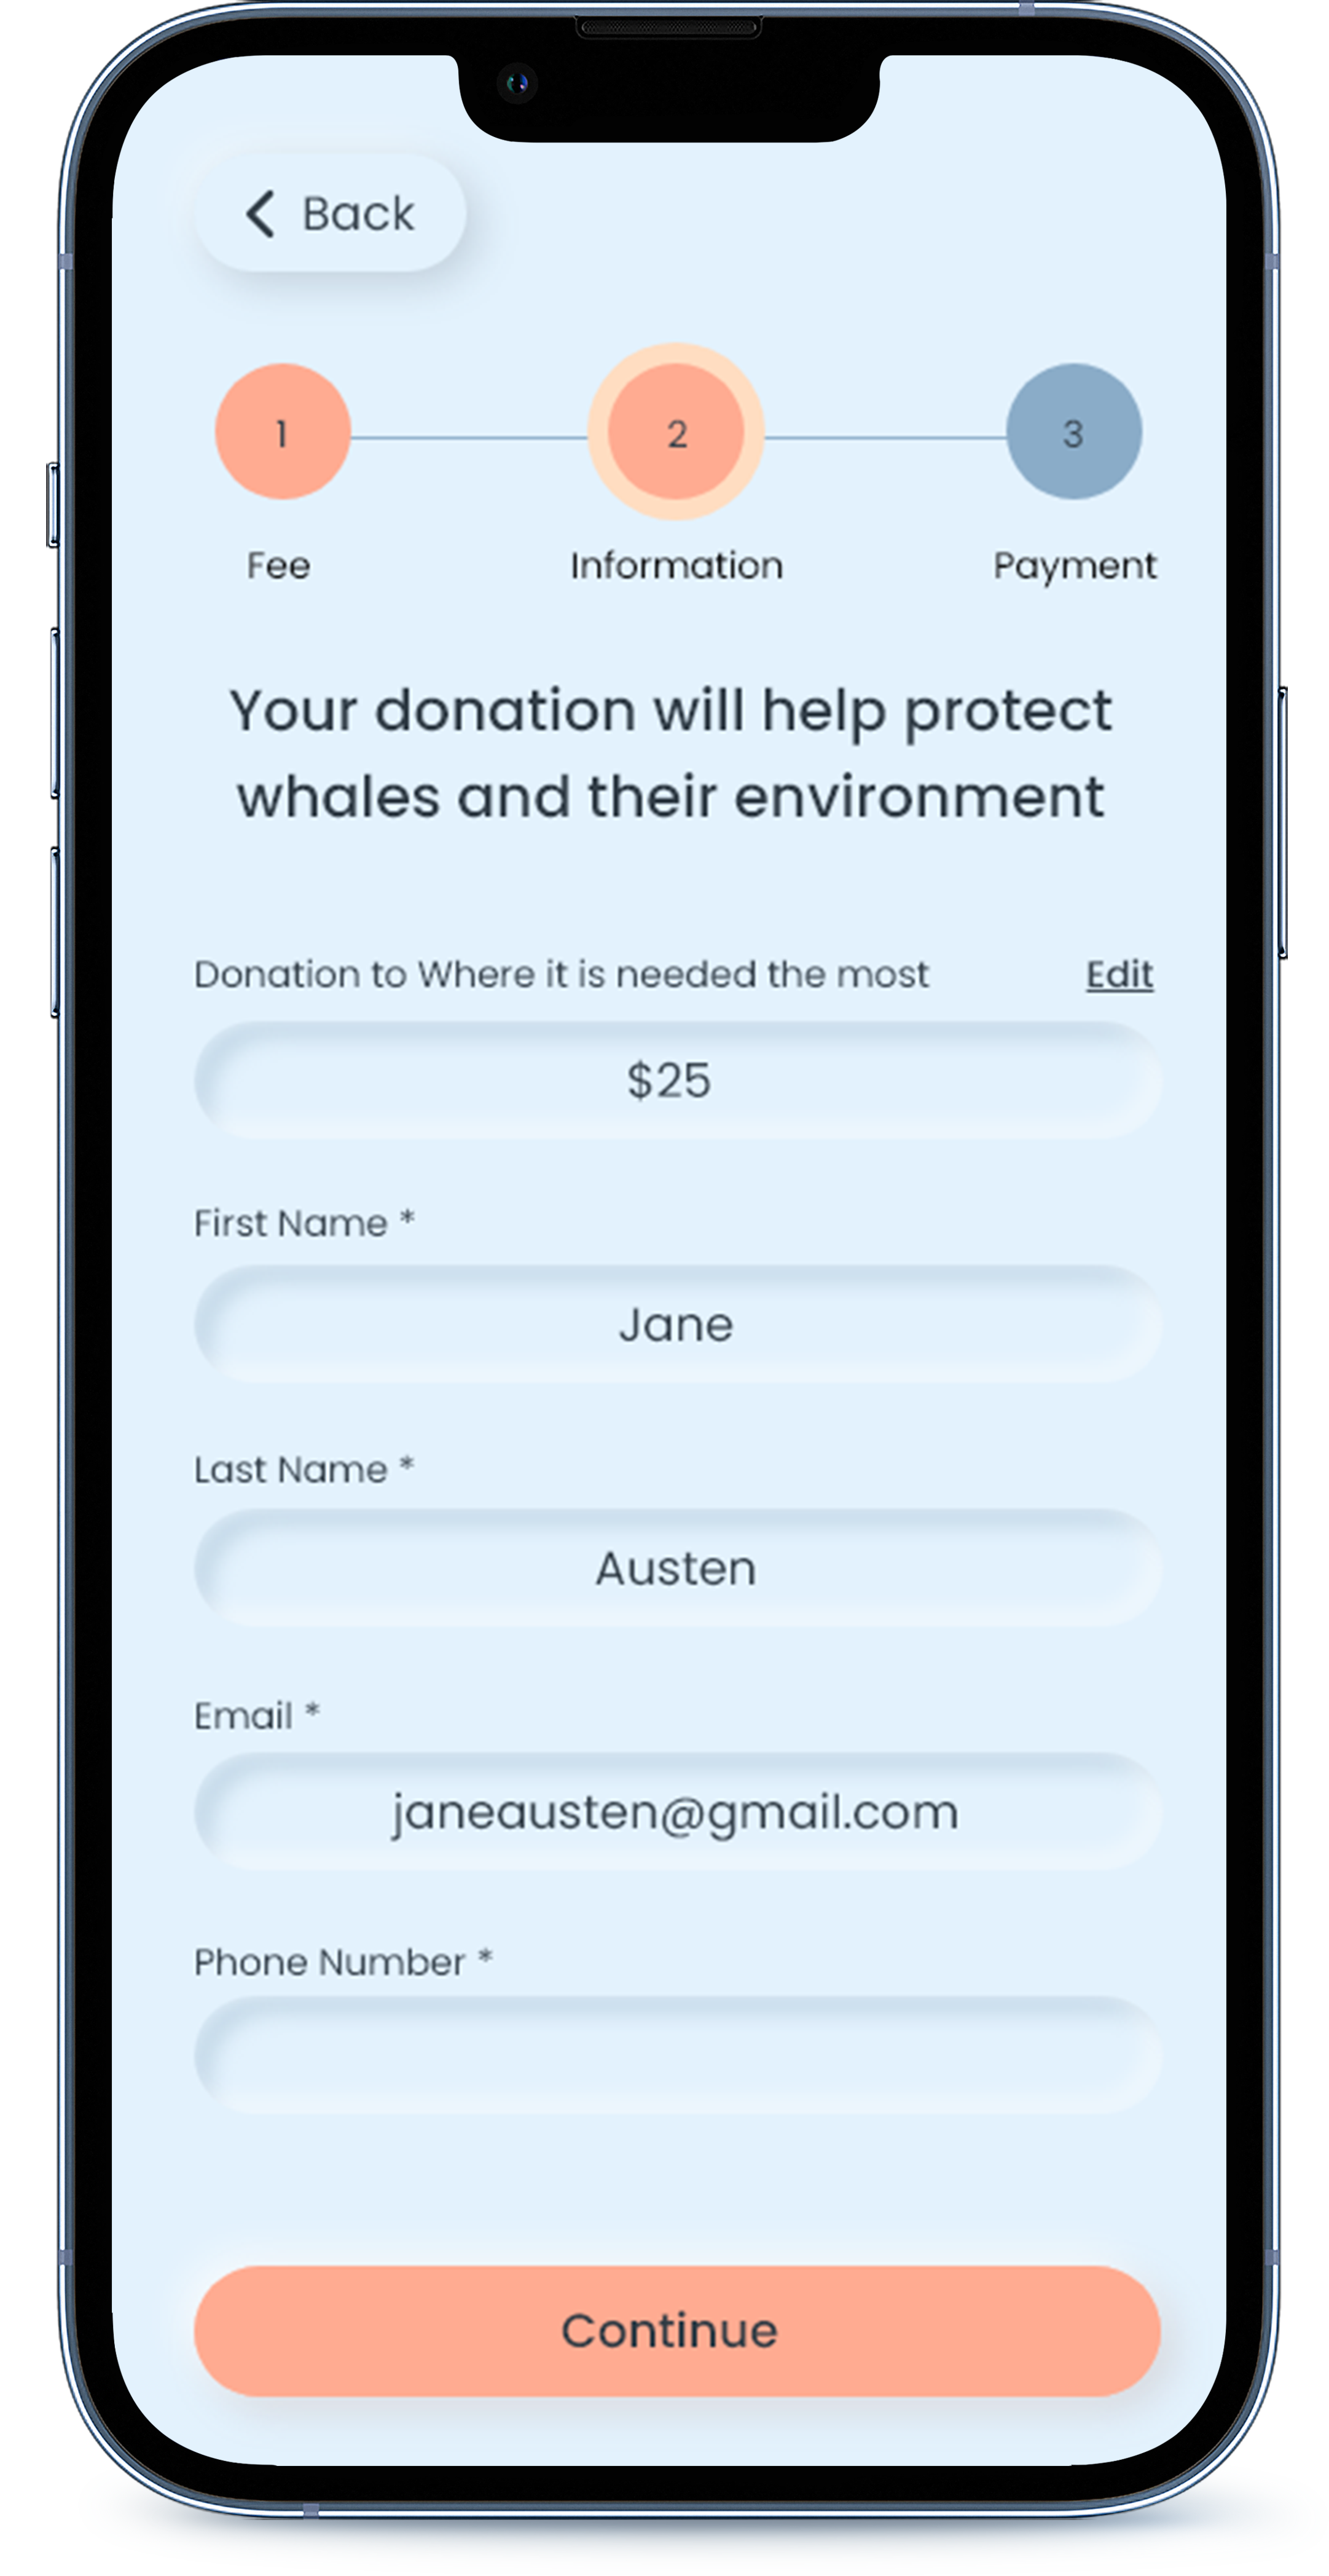 Back
1
2
3
Fee
Information
Payment
Your donation will help protect
whales and their environment
Donation to Where it is needed the most
Edit
$25
First Name *
Jane
Last Name *
Austen
Email *
janeausten@gmail.com
Phone Number *
Continue